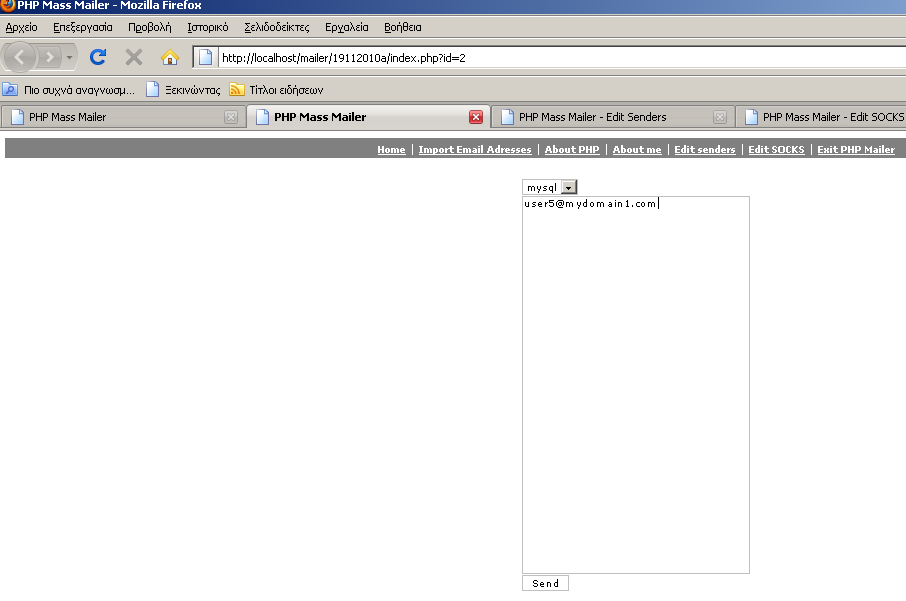 PHP Mass Mailer - Mozilla Firefox
Αρχείο Επεξεργασία Προβολή Ιστορικό Σελιδοδείκτες Εργαλεία Βοήθεια
http://localhost/mailer/19112010a/index.php?id=2
Πιο συχνά αναγνωσμ... Ξεκινώντας Τίτλοι ειδήσεων
PHP Mass Mailer PHP Mass Mailer PHP Mass Mailer - Edit Senders PHP Mass Mailer - Edit SOCKS
Home | Import Email Adresses | About PHP | About me | Edit senders | Edit SOCKS | Exit PHP Mailer
mysql
user5@mydomain1.com
Send